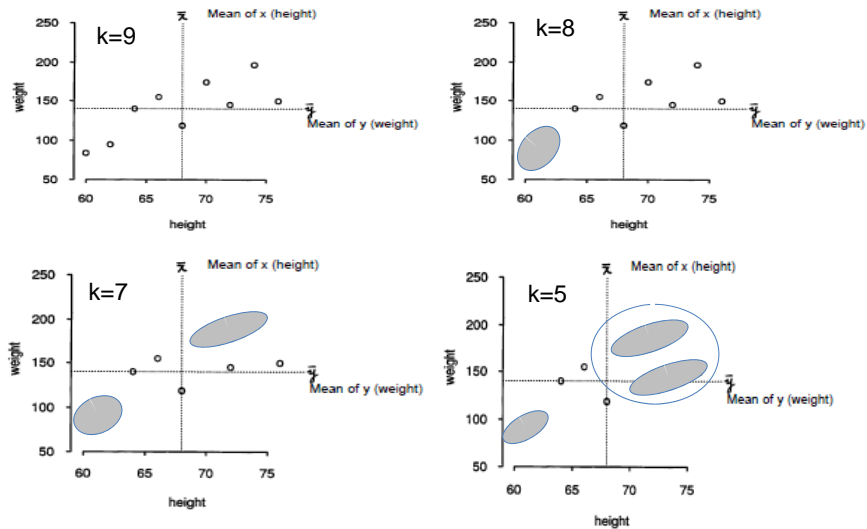 x̄ Mean of x (height)
k=9
250
200
150
100
50
weight
ȳ
Mean of y (weight)
60 65 70 75
height
x̄ Mean of x (height)
k=8
250
200
150
100
50
weight
ȳ
Mean of y (weight)
60 65 70 75
height
x̄ Mean of x (height)
k=7
250
200
150
100
50
weight
ȳ
Mean of y (weight)
60 65 70 75
height
x̄ Mean of x (height)
k=5
250
200
150
100
50
weight
ȳ
Mean of y (weight)
60 65 70 75
height